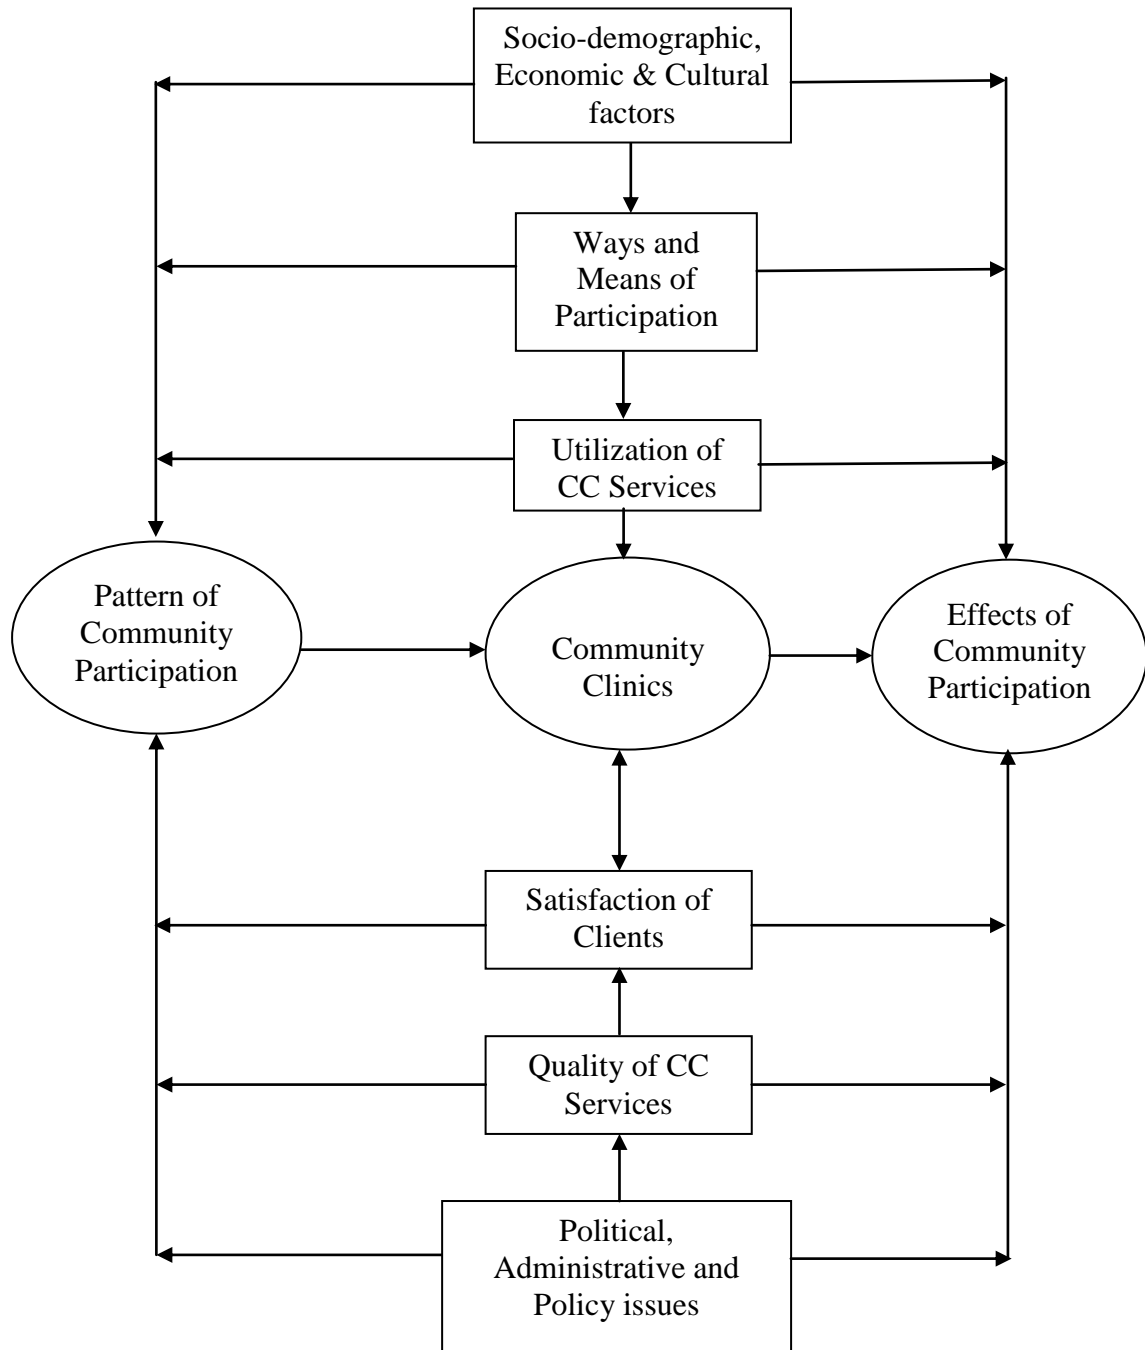 Socio-demographic,
Economic & Cultural
factors
Ways and
Means of
Participation
Utilization of
CC Services
Pattern of
Community
Participation
Community
Clinics
Effects of
Community
Participation
Satisfaction of
Clients
Quality of CC
Services
Political,
Administrative and
Policy issues